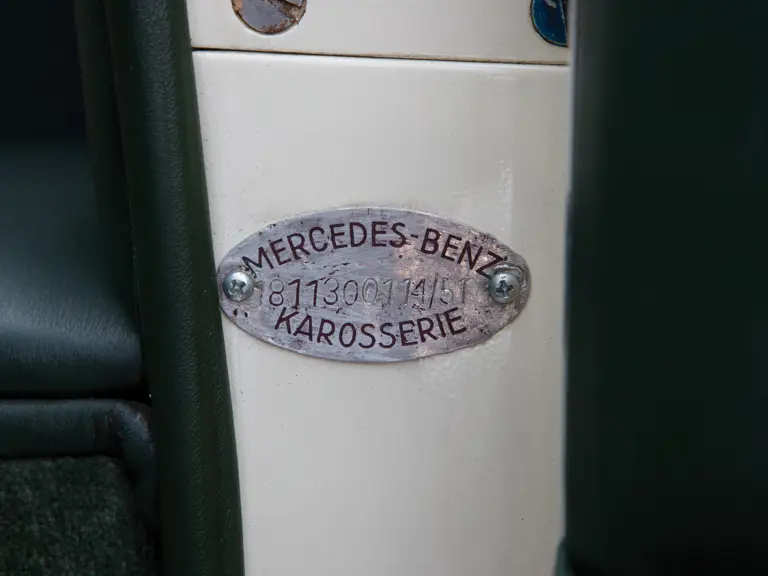 MERCEDES-BENZ
1811300114/51
KAROSSERIE